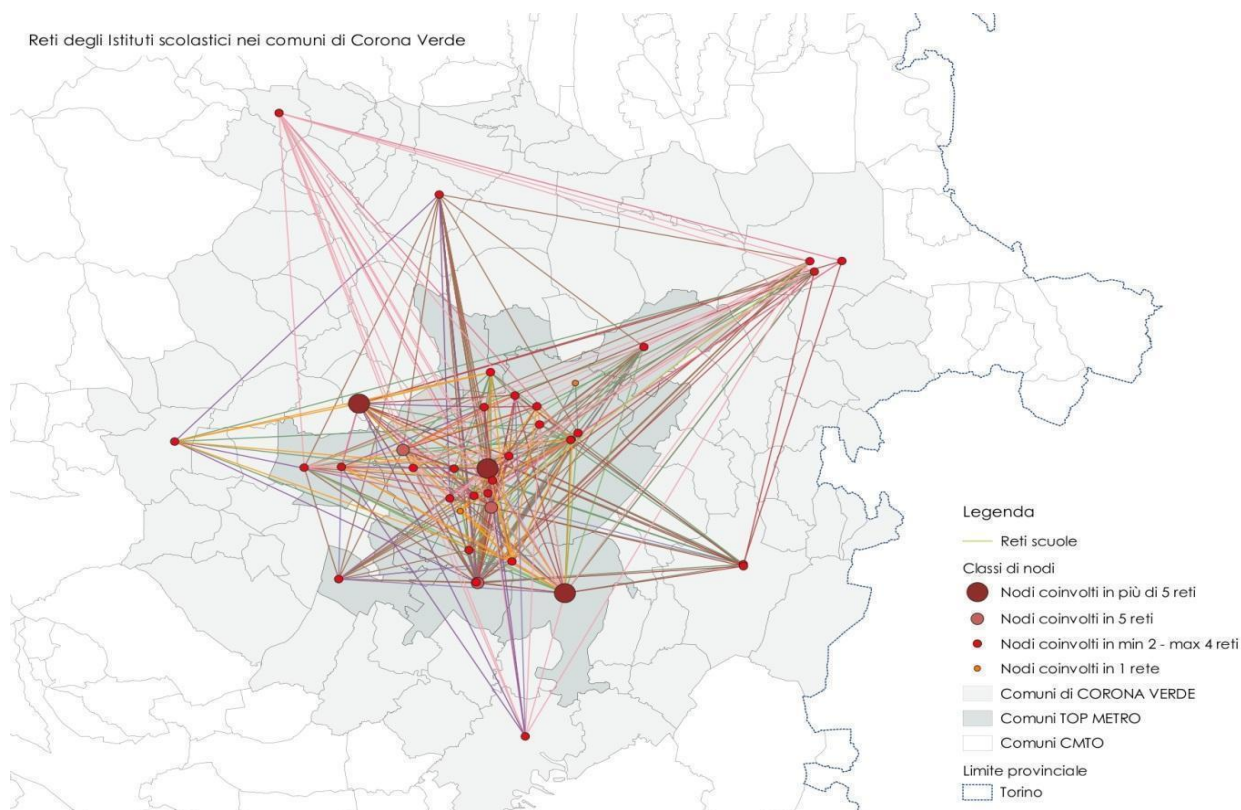 Reti degli Istituti scolastici nei comuni di Corona Verde
Legenda
Reti scuole
Classi di nodi
Nodi coinvolti in più di 5 reti
Nodi coinvolti in 5 reti
Nodi coinvolti in min 2 - max 4 reti
Nodi coinvolti in 1 rete
Comuni di CORONA VERDE
Comuni TOP METRO
Comuni CMTO
Limite provinciale
Torino